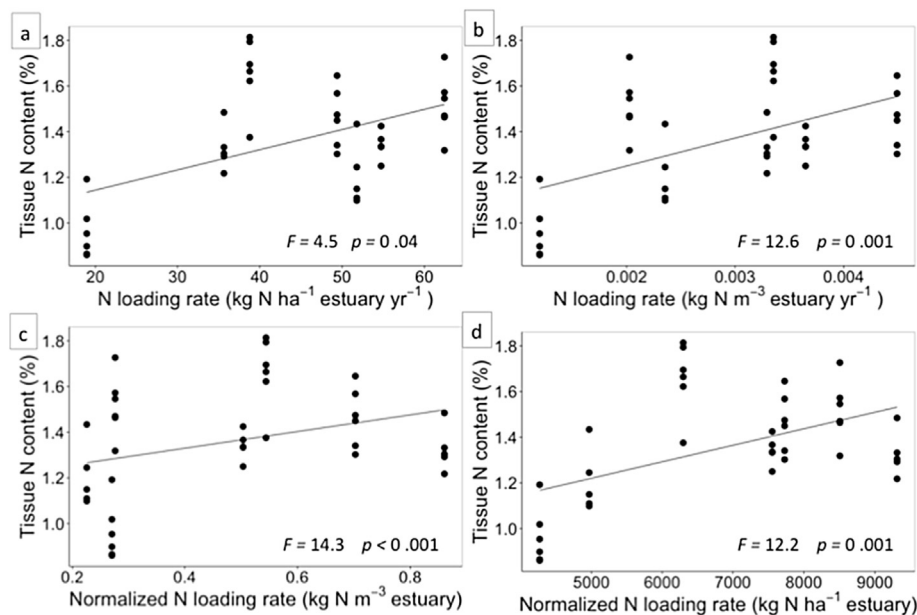 a
Tissue N content (%)
1.8
1.6
1.4
1.2
1.0
F = 4.5 p = 0 .04
20 30 40 50 60
N loading rate (kg N ha⁻¹ estuary yr⁻¹ )
b
Tissue N content (%)
1.8
1.6
1.4
1.2
1.0
F = 12.6 p = 0 .001
0.002 0.003 0.004
N loading rate (kg N m⁻³ estuary yr⁻¹)
c
Tissue N content (%)
1.8
1.6
1.4
1.2
1.0
F = 14.3 p < 0 .001
0.2 0.4 0.6 0.8
Normalized N loading rate (kg N m⁻³ estuary)
d
Tissue N content (%)
1.8
1.6
1.4
1.2
1.0
F = 12.2 p = 0 .001
5000 6000 7000 8000 9000
Normalized N loading rate (kg N ha⁻¹ estuary)